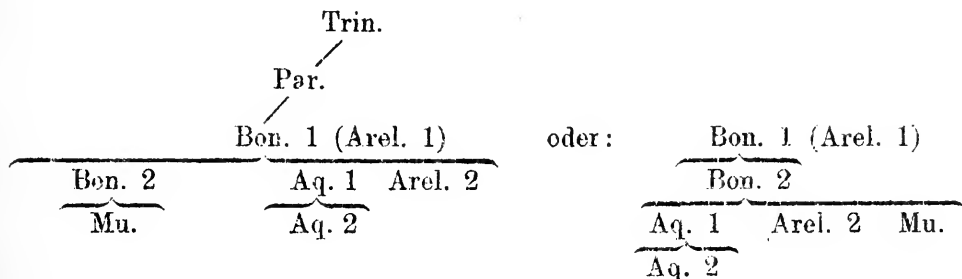 Trin.
Par.
Bon. 1 (Arel. 1) oder: Bon. 1 (Arel. 1)
Bon. 2 Aq. 1 Arel. 2 Bon. 2
Mu. Aq. 2 Aq. 1 Arel. 2 Mu.
Aq. 2